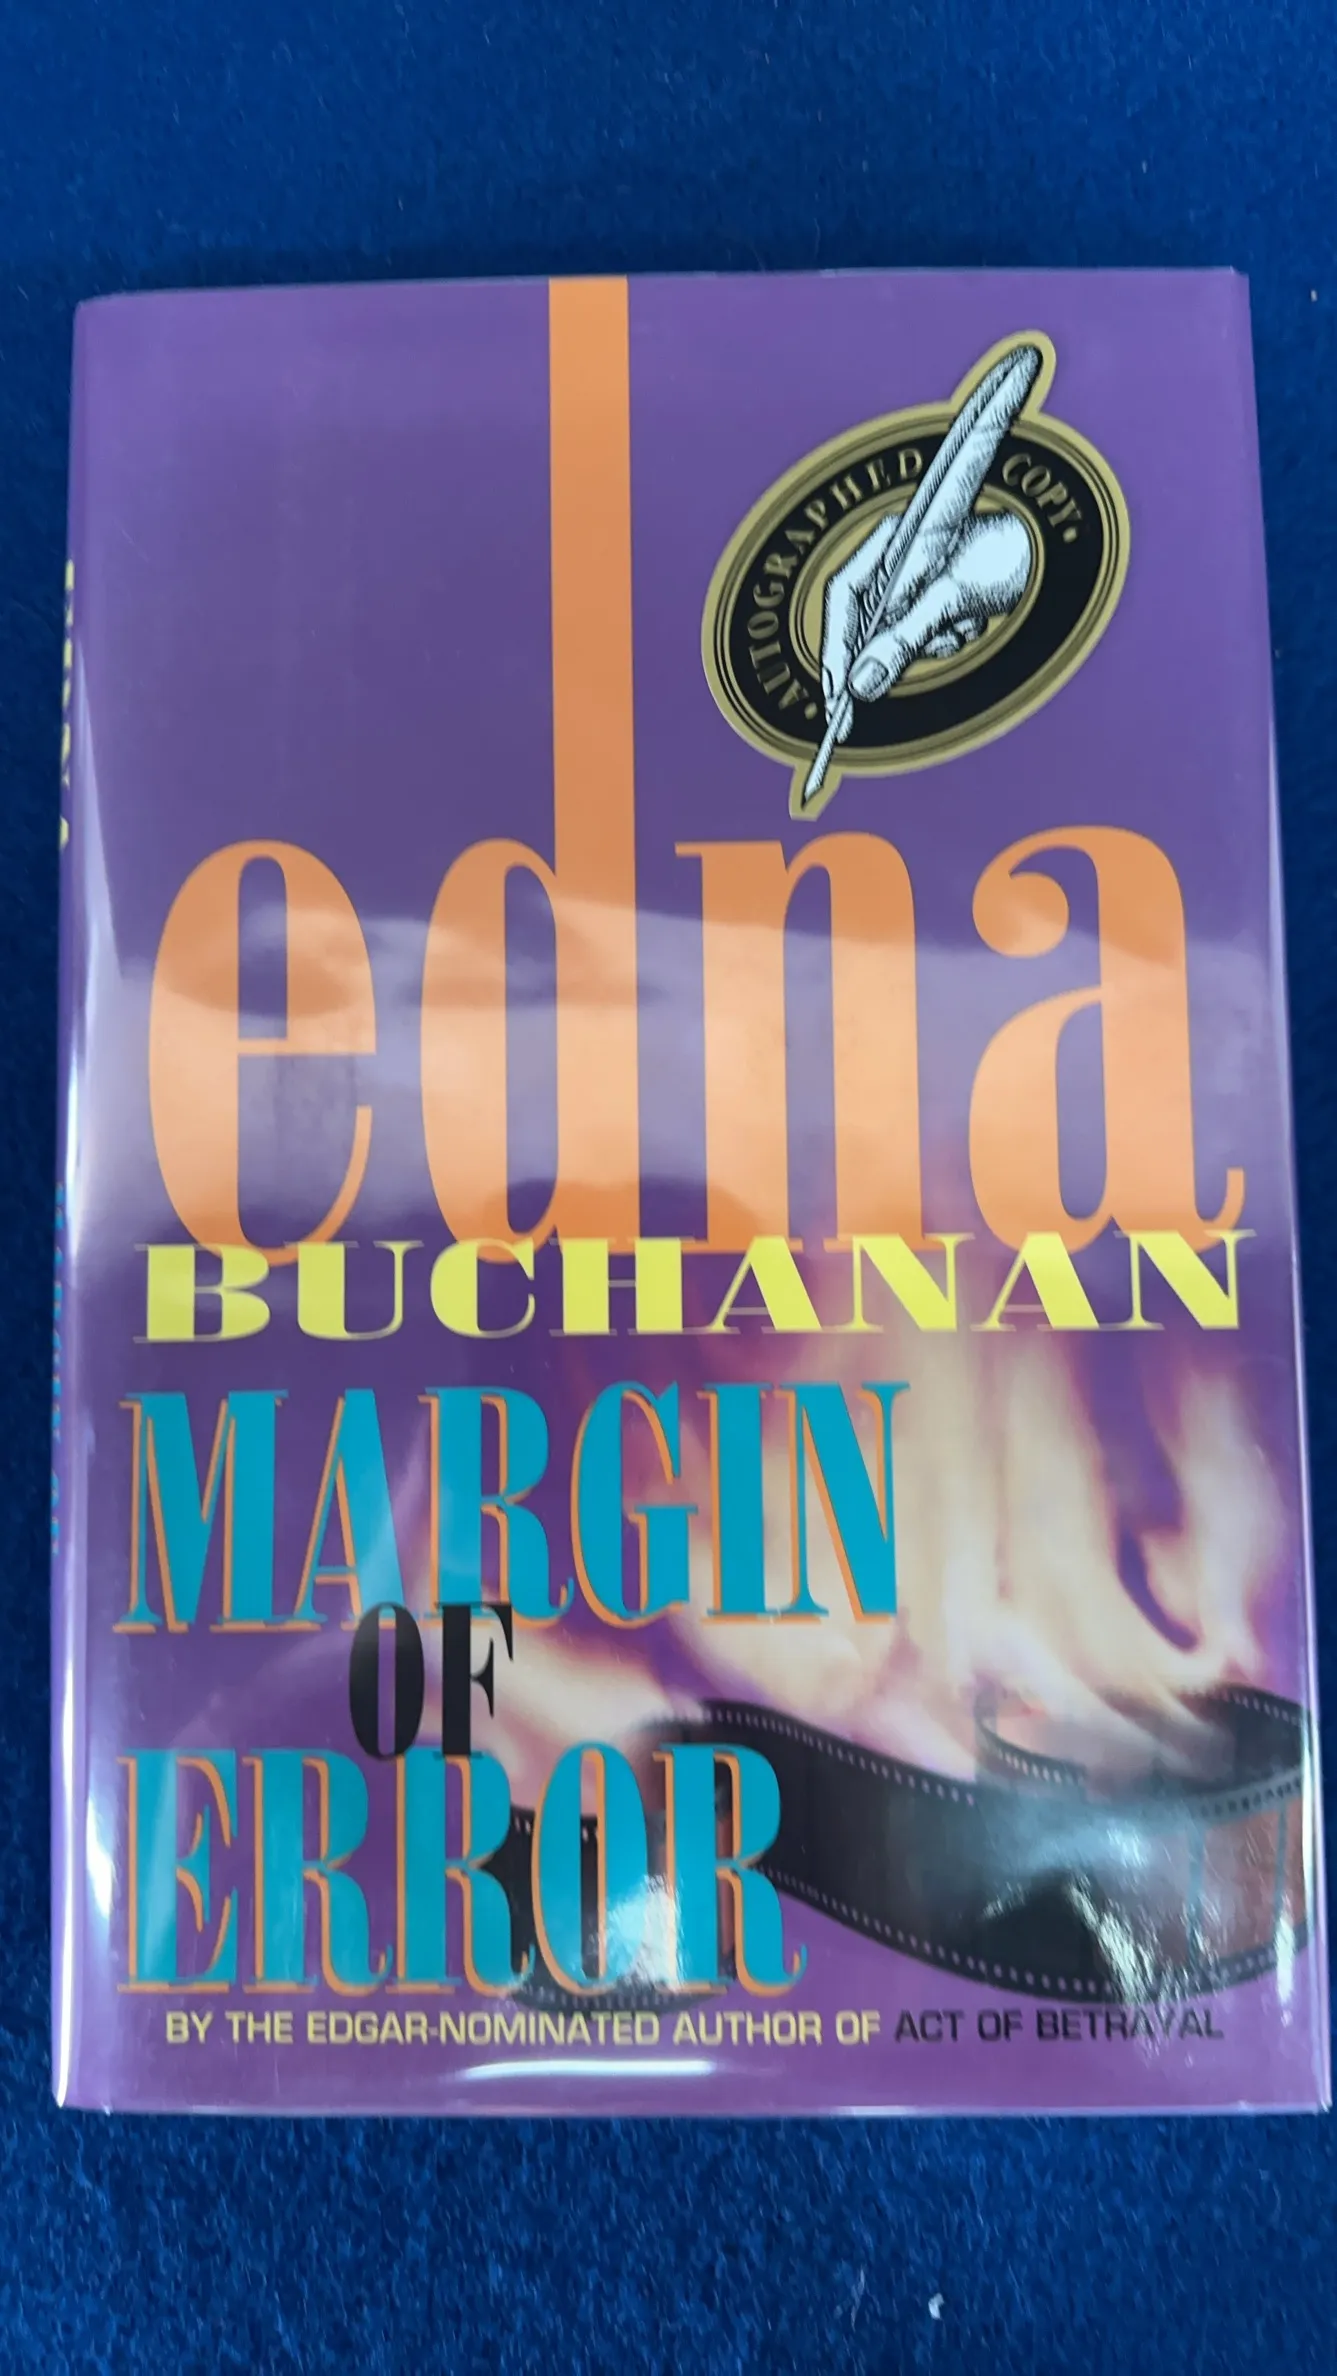 AUTOGRAPHED COPY
edna
BUCHANAN
MARGIN
OF
ERROR
BY THE EDGAR-NOMINATED AUTHOR OF ACT OF BETRAYAL